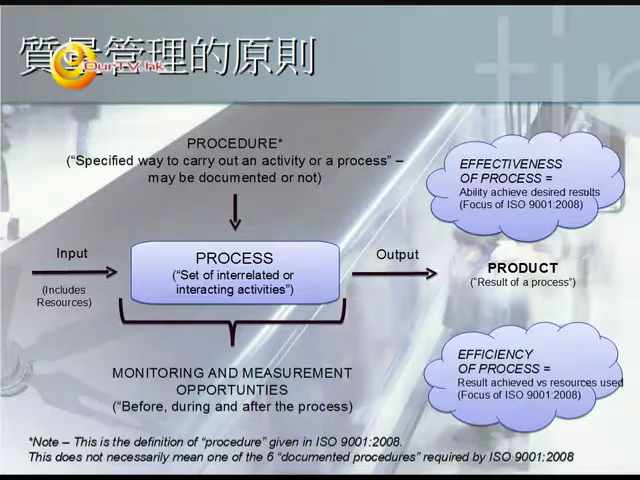 質量管理的原則
OurTV.hk
PROCEDURE*
(“Specified way to carry out an activity or a process” –
may be documented or not)
EFFECTIVENESS
OF PROCESS =
Ability achieve desired results
(Focus of ISO 9001:2008)
Input
(Includes
Resources)
PROCESS
(“Set of interrelated or
interacting activities”)
Output
PRODUCT
(“Result of a process”)
MONITORING AND MEASUREMENT
OPPORTUNTIES
(“Before, during and after the process)
EFFICIENCY
OF PROCESS =
Result achieved vs resources used
(Focus of ISO 9001:2008)
*Note – This is the definition of “procedure” given in ISO 9001:2008.
This does not necessarily mean one of the 6 “documented procedures” required by ISO 9001:2008